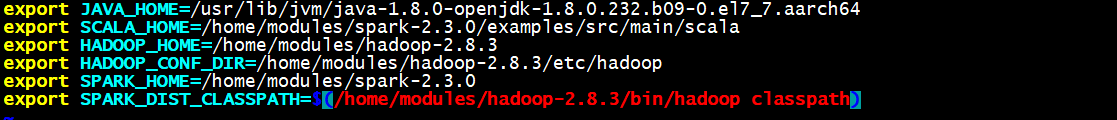 export JAVA_HOME=/usr/lib/jvm/java-1.8.0-openjdk-1.8.0.232.b09-0.el7_7.aarch64
export SCALA_HOME=/home/modules/spark-2.3.0/examples/src/main/scala
export HADOOP_HOME=/home/modules/hadoop-2.8.3
export HADOOP_CONF_DIR=/home/modules/hadoop-2.8.3/etc/hadoop
export SPARK_HOME=/home/modules/spark-2.3.0
export SPARK_DIST_CLASSPATH=$(/home/modules/hadoop-2.8.3/bin/hadoop classpath)
~